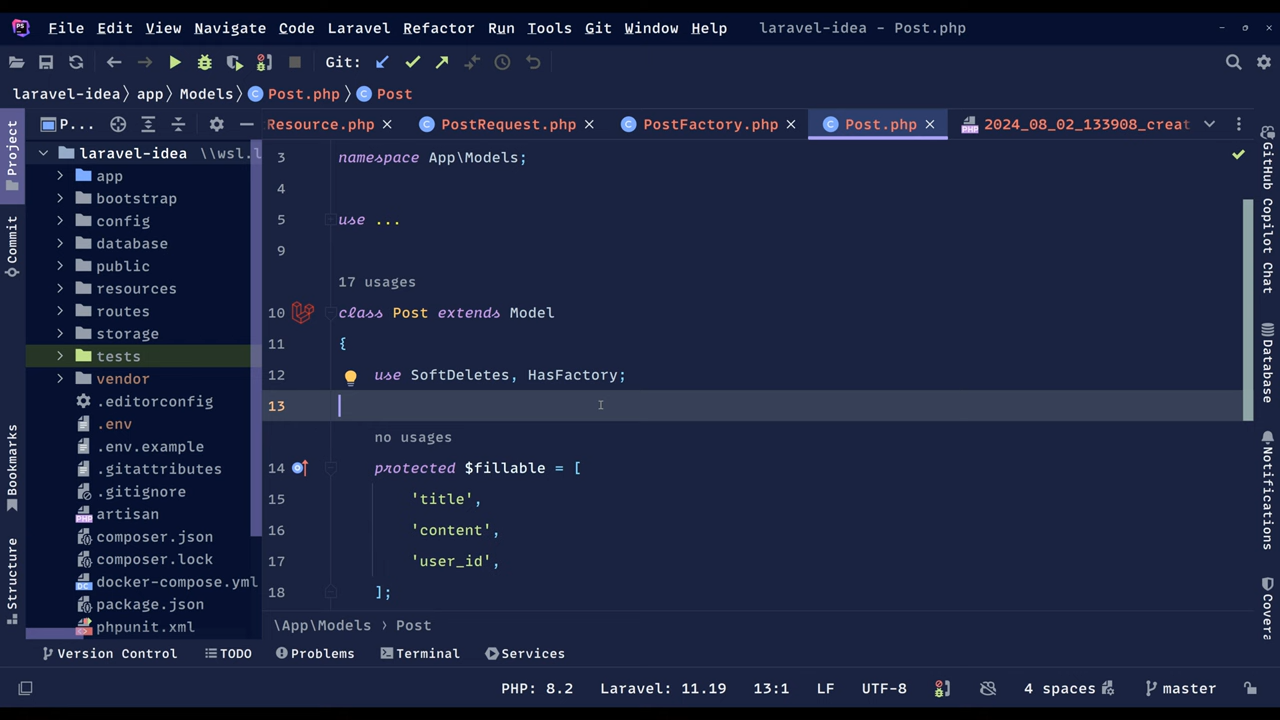 PS File Edit View Navigate Code Laravel Refactor Run Tools Git Window Help laravel-idea – Post.php
Git:
laravel-idea app Models Post.php Post
P... Resource.php PostRequest.php PostFactory.php Post.php PHP 2024_08_02_133908_creat
Project
Commit
Bookmarks
Structure
laravel-idea \\wsl.l
app
bootstrap
config
database
public
resources
routes
storage
tests
vendor
.editorconfig
.env
.env.example
.gitattributes
.gitignore
PHP artisan
composer.json
composer.lock
DC docker-compose.yml
package.json
phpunit.xml
3 namespace App\Models;
4
5 use ...
9
17 usages
10 class Post extends Model
11 {
12 use SoftDeletes, HasFactory;
13
no usages
14 protected $fillable = [
15 'title',
16 'content',
17 'user_id',
18 ];
GitHub Copilot Chat
Database
Notifications
Covera
\App\Models › Post
Version Control TODO Problems Terminal Services
PHP: 8.2 Laravel: 11.19 13:1 LF UTF-8 4 spaces master